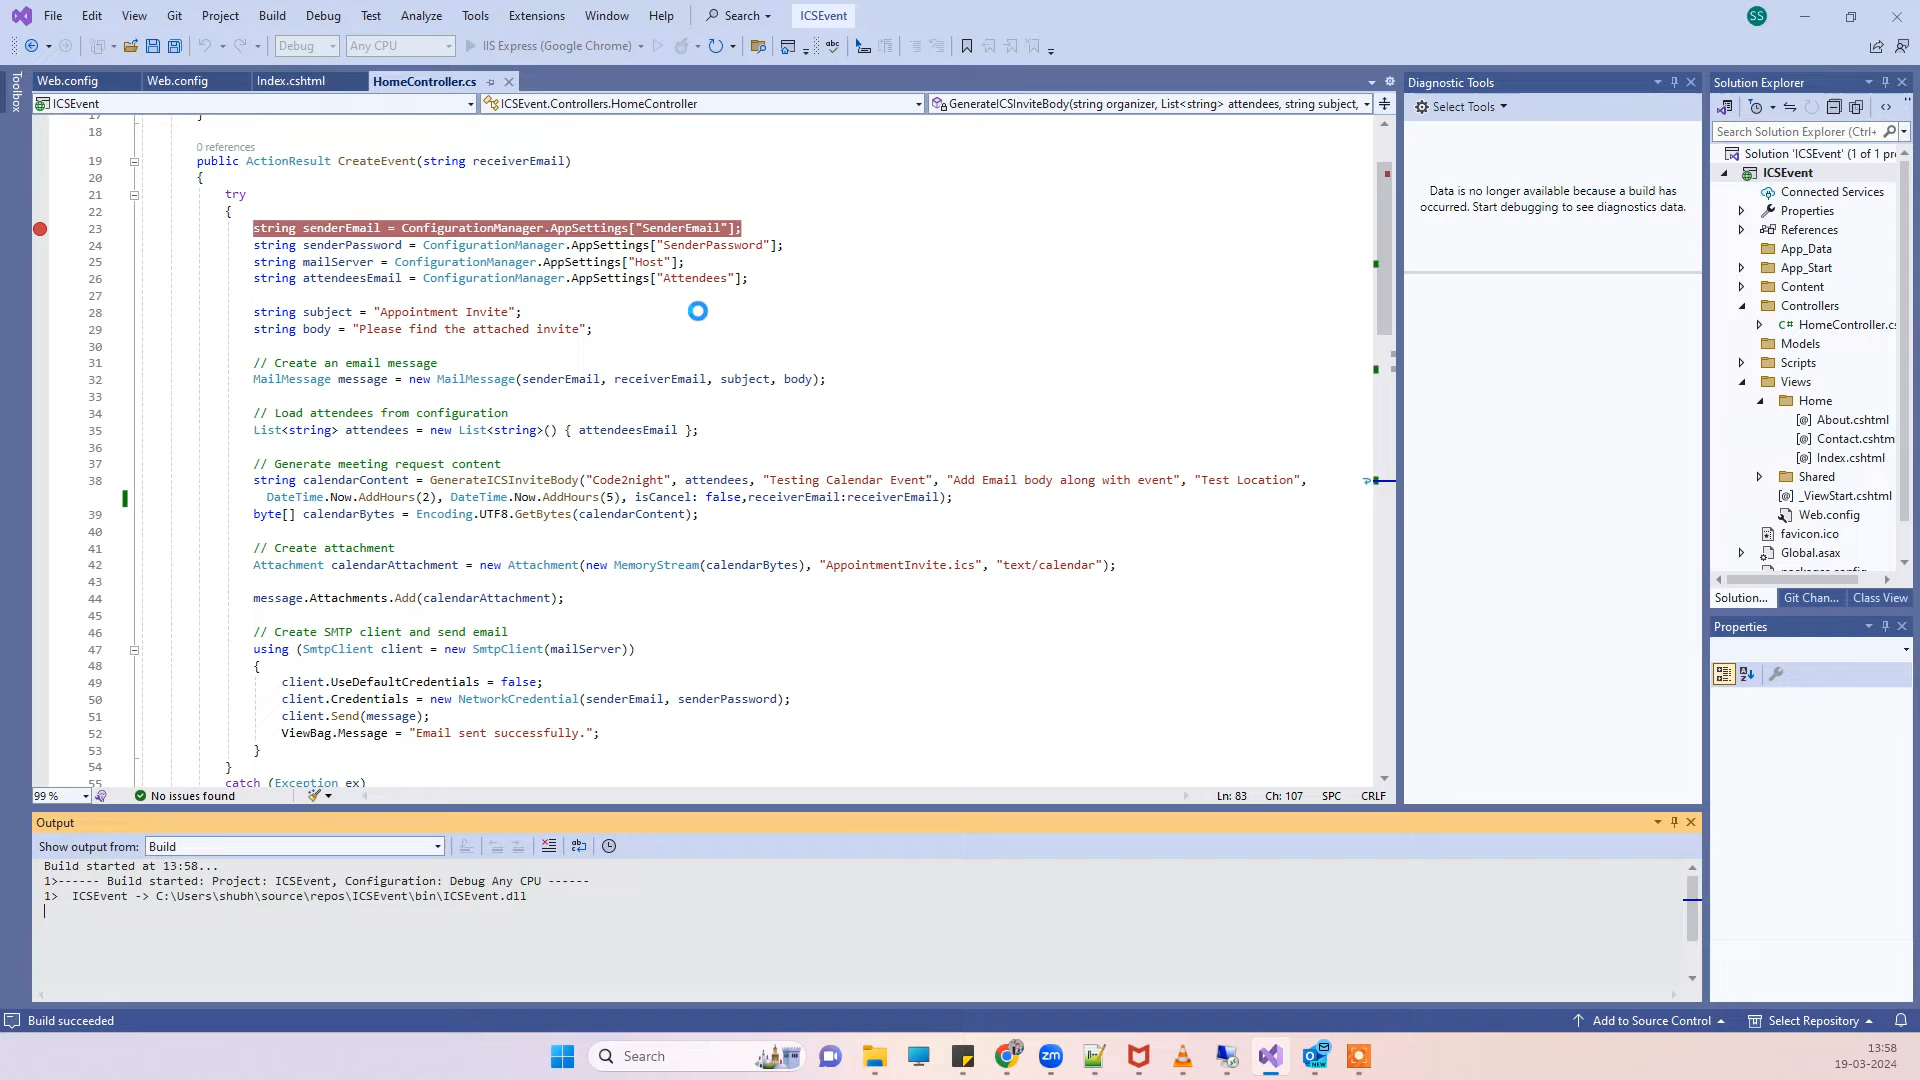 File Edit View Git Project Build Debug Test Analyze Tools Extensions Window Help Search ICSEvent SS
Debug Any CPU IIS Express (Google Chrome)
Toolbox
Web.config Web.config Index.cshtml HomeController.cs
ICSEvent ICSEvent.Controllers.HomeController GenerateICSInviteBody(string organizer, List<string> attendees, string subject,
17 }
18
0 references
19 public ActionResult CreateEvent(string receiverEmail)
20 {
21 try
22 {
23 string senderEmail = ConfigurationManager.AppSettings["SenderEmail"];
24 string senderPassword = ConfigurationManager.AppSettings["SenderPassword"];
25 string mailServer = ConfigurationManager.AppSettings["Host"];
26 string attendeesEmail = ConfigurationManager.AppSettings["Attendees"];
27
28 string subject = "Appointment Invite";
29 string body = "Please find the attached invite";
30
31 // Create an email message
32 MailMessage message = new MailMessage(senderEmail, receiverEmail, subject, body);
33
34 // Load attendees from configuration
35 List<string> attendees = new List<string>() { attendeesEmail };
36
37 // Generate meeting request content
38 string calendarContent = GenerateICSInviteBody("Code2night", attendees, "Testing Calendar Event", "Add Email body along with event", "Test Location",
DateTime.Now.AddHours(2), DateTime.Now.AddHours(5), isCancel: false,receiverEmail:receiverEmail);
39 byte[] calendarBytes = Encoding.UTF8.GetBytes(calendarContent);
40
41 // Create attachment
42 Attachment calendarAttachment = new Attachment(new MemoryStream(calendarBytes), "AppointmentInvite.ics", "text/calendar");
43
44 message.Attachments.Add(calendarAttachment);
45
46 // Create SMTP client and send email
47 using (SmtpClient client = new SmtpClient(mailServer))
48 {
49 client.UseDefaultCredentials = false;
50 client.Credentials = new NetworkCredential(senderEmail, senderPassword);
51 client.Send(message);
52 ViewBag.Message = "Email sent successfully.";
53 }
54 }
55 catch (Exception ex)
99 % No issues found Ln: 83 Ch: 107 SPC CRLF
Diagnostic Tools
Select Tools
Data is no longer available because a build has
occurred. Start debugging to see diagnostics data.
Solution Explorer
Search Solution Explorer (Ctrl+
Solution 'ICSEvent' (1 of 1 pr
ICSEvent
Connected Services
Properties
References
App_Data
App_Start
Content
Controllers
C# HomeController.cs
Models
Scripts
Views
Home
About.cshtml
Contact.cshtm
Index.cshtml
Shared
_ViewStart.cshtml
Web.config
favicon.ico
Global.asax
packages.config
Solution... Git Chan... Class View
Properties
Output
Show output from: Build
Build started at 13:58...
1>------ Build started: Project: ICSEvent, Configuration: Debug Any CPU ------
1> ICSEvent -> C:\Users\shubh\source\repos\ICSEvent\bin\ICSEvent.dll
Build succeeded Add to Source Control Select Repository
Search zm NEW
13:58
19-03-2024